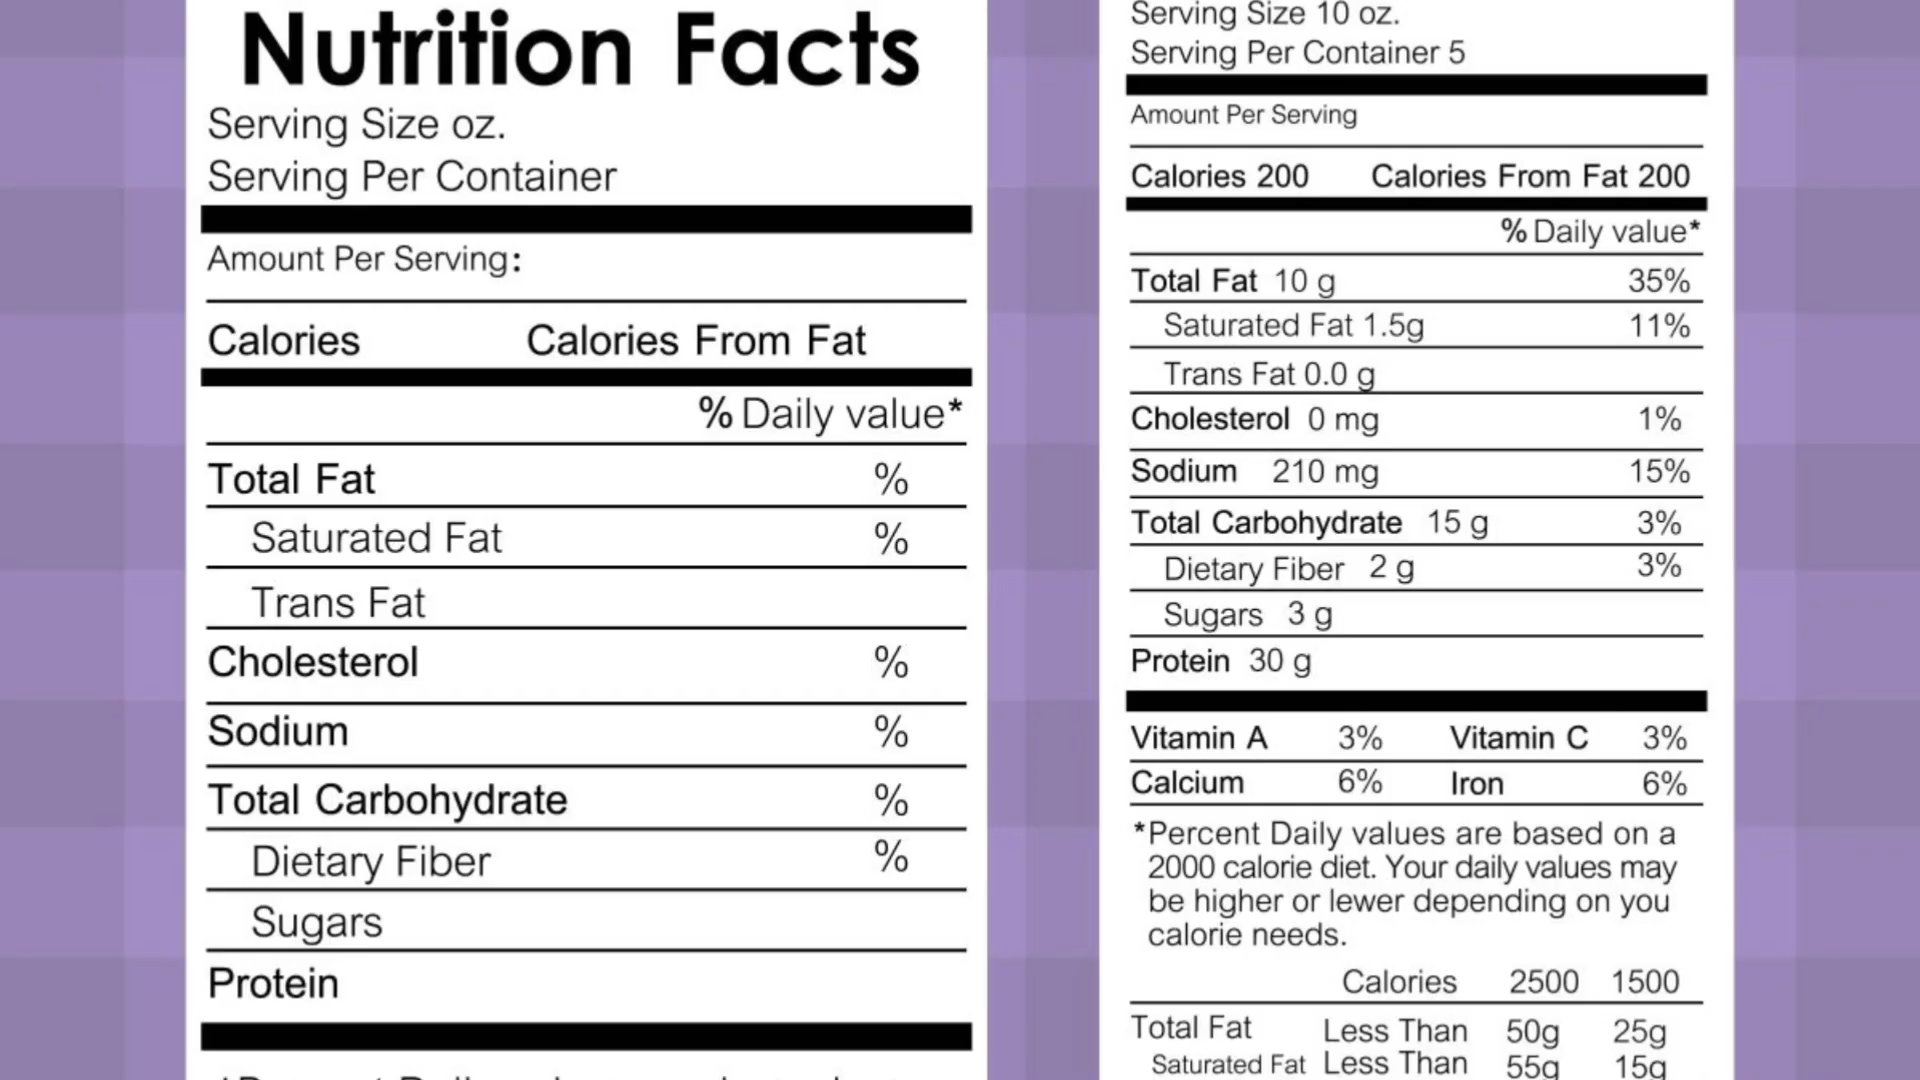 Nutrition Facts
Serving Size oz.
Serving Per Container
Amount Per Serving:
Calories Calories From Fat
% Daily value*
Total Fat %
Saturated Fat %
Trans Fat
Cholesterol %
Sodium %
Total Carbohydrate %
Dietary Fiber %
Sugars
Protein
Serving Size 10 oz.
Serving Per Container 5
Amount Per Serving
Calories 200 Calories From Fat 200
% Daily value*
Total Fat 10 g 35%
Saturated Fat 1.5g 11%
Trans Fat 0.0 g
Cholesterol 0 mg 1%
Sodium 210 mg 15%
Total Carbohydrate 15 g 3%
Dietary Fiber 2 g 3%
Sugars 3 g
Protein 30 g
Vitamin A 3% Vitamin C 3%
Calcium 6% Iron 6%
*Percent Daily values are based on a
2000 calorie diet. Your daily values may
be higher or lewer depending on you
calorie needs.
Calories 2500 1500
Total Fat Less Than 50g 25g
Saturated Fat Less Than 55g 15g